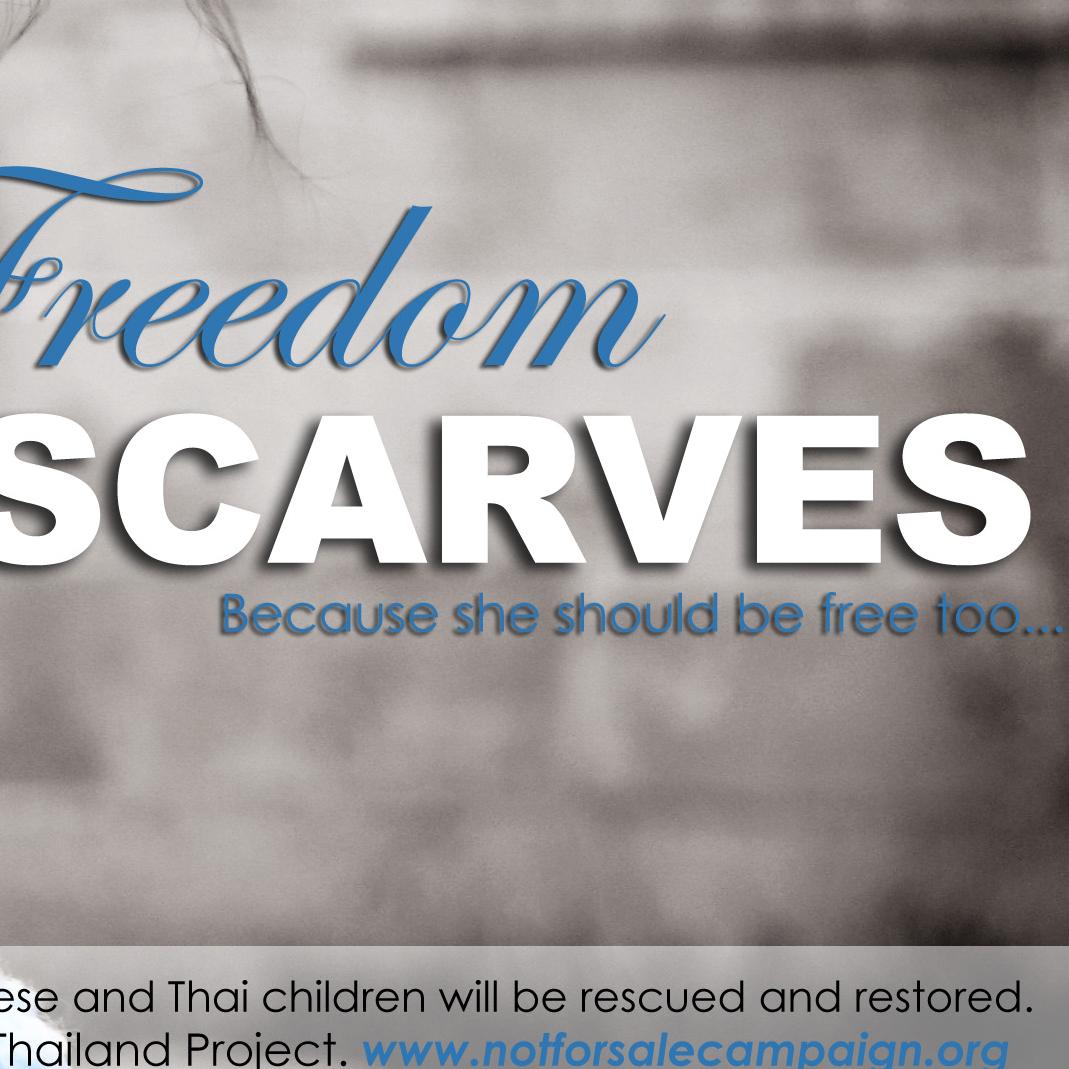 Freedom
SCARVES
Because she should be free too...
ese and Thai children will be rescued and restored.
Thailand Project. www.notforsalecampaign.org